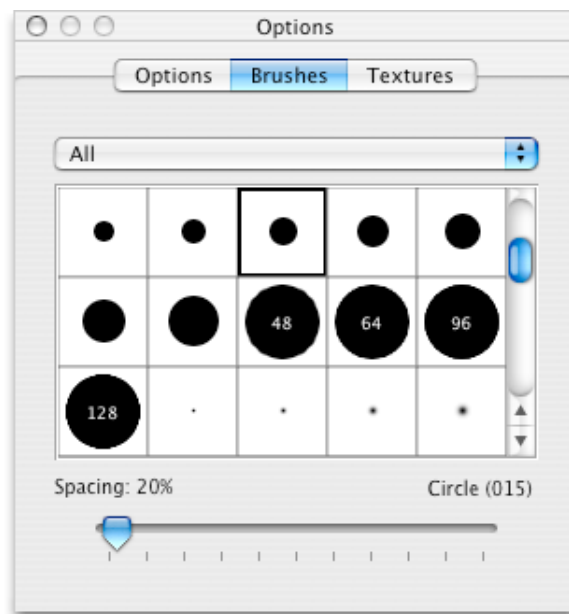 Options
Options Brushes Textures
All
48 64 96
128
Spacing: 20% Circle (015)